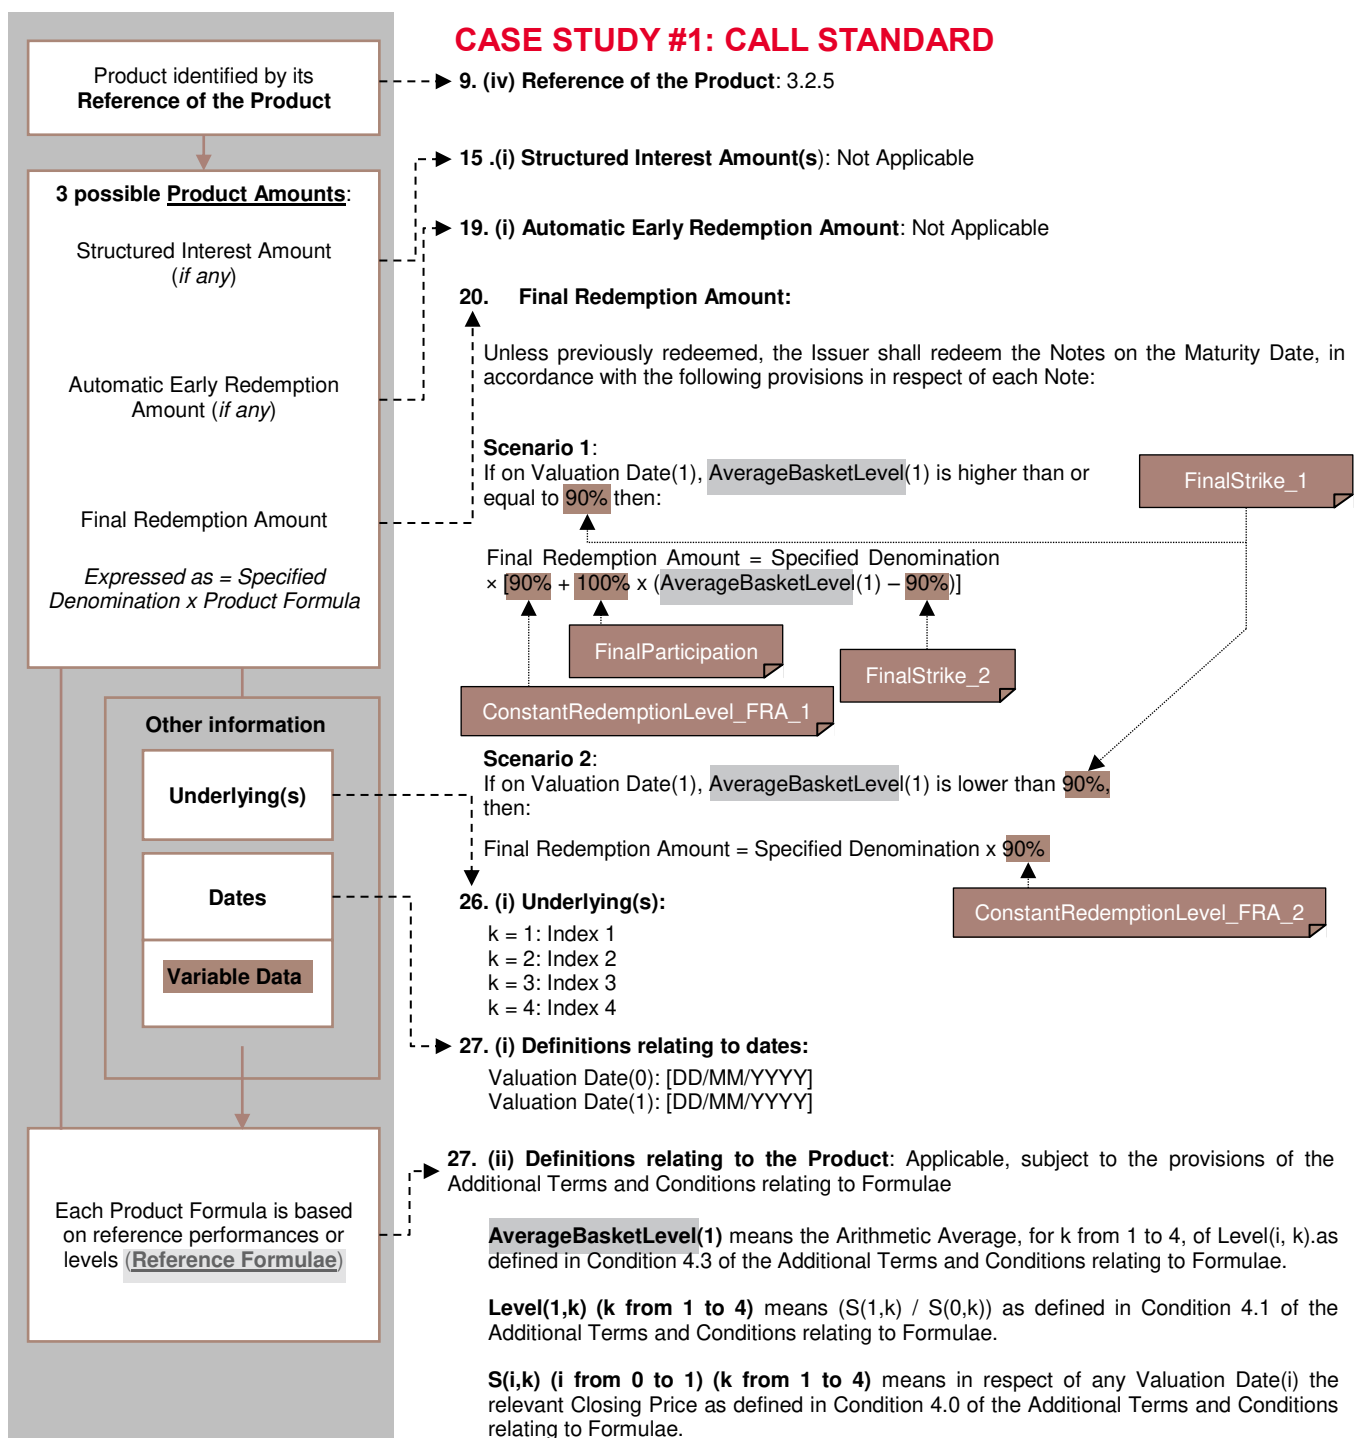 CASE STUDY #1: CALL STANDARD
Product identified by its
Reference of the Product
9. (iv) Reference of the Product: 3.2.5
15 .(i) Structured Interest Amount(s): Not Applicable
3 possible Product Amounts:
19. (i) Automatic Early Redemption Amount: Not Applicable
Structured Interest Amount
(if any)
Automatic Early Redemption
Amount (if any)
Final Redemption Amount
Expressed as = Specified
Denomination x Product Formula
20. Final Redemption Amount:
Unless previously redeemed, the Issuer shall redeem the Notes on the Maturity Date, in
accordance with the following provisions in respect of each Note:
Scenario 1:
If on Valuation Date(1), AverageBasketLevel(1) is higher than or
equal to 90% then:
FinalStrike_1
Final Redemption Amount = Specified Denomination
× [90% + 100% x (AverageBasketLevel(1) – 90%)]
FinalParticipation
FinalStrike_2
ConstantRedemptionLevel_FRA_1
Scenario 2:
If on Valuation Date(1), AverageBasketLevel(1) is lower than 90%,
then:
Final Redemption Amount = Specified Denomination x 90%
ConstantRedemptionLevel_FRA_2
Other information
Underlying(s)
Dates
Variable Data
26. (i) Underlying(s):
k = 1: Index 1
k = 2: Index 2
k = 3: Index 3
k = 4: Index 4
27. (i) Definitions relating to dates:
Valuation Date(0): [DD/MM/YYYY]
Valuation Date(1): [DD/MM/YYYY]
Each Product Formula is based
on reference performances or
levels (Reference Formulae)
27. (ii) Definitions relating to the Product: Applicable, subject to the provisions of the
Additional Terms and Conditions relating to Formulae
AverageBasketLevel(1) means the Arithmetic Average, for k from 1 to 4, of Level(i, k).as
defined in Condition 4.3 of the Additional Terms and Conditions relating to Formulae.
Level(1,k) (k from 1 to 4) means (S(1,k) / S(0,k)) as defined in Condition 4.1 of the
Additional Terms and Conditions relating to Formulae.
S(i,k) (i from 0 to 1) (k from 1 to 4) means in respect of any Valuation Date(i) the
relevant Closing Price as defined in Condition 4.0 of the Additional Terms and Conditions
relating to Formulae.